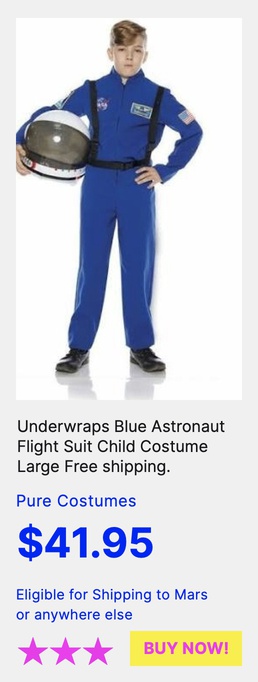 Underwraps Blue Astronaut
Flight Suit Child Costume
Large Free shipping.
Pure Costumes
$41.95
Eligible for Shipping to Mars
or anywhere else
BUY NOW!